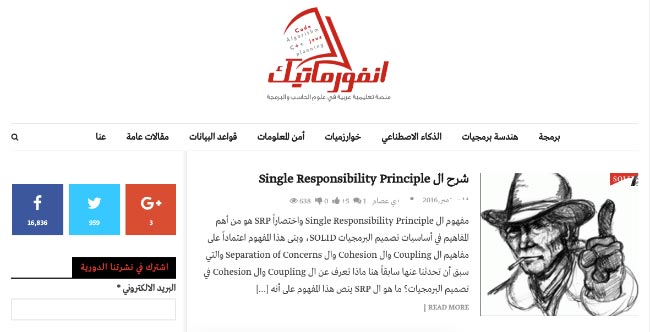 Code
Algorithm
C++ java
planning
انفورماتيك
منصة تعليمية عربية في علوم الحاسب والبرمجة
برمجة هندسة برمجيات خوارزميات أمن المعلومات الذكاء الاصطناعي قواعد البيانات مقالات عامة عنا
شرح ال Single Responsibility Principle
2016 عصام 1 15 0 638
مفهوم ال Single Responsibility Principle واختصاراً SRP هو من أهم
المفاهيم في أساسيات تصميم البرمجيات SOLID، وبنى هذا المفهوم اعتماداً على
مفاهيم ال Coupling وال Cohesion وال Separation of Concerns والتي
سبق أن تحدثنا عنها سابقاً هنا ماذا تعرف عن ال Coupling وال Cohesion في
تصميم البرمجيات؟ ما هو ال SRP ينص هذا المفهوم على أنه [...]
READ MORE |
16,836 959 3
اشترك في نشرتنا الدورية
البريد الالكتروني *